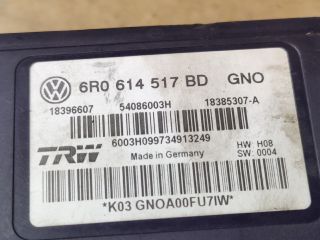 6R0 614 517 BD GNO
18396607 54086003H 18385307-A
6003H099734913249
TRW Made in Germany HW: H08
SW: 0004
*K03 GNOA00FU7IW*